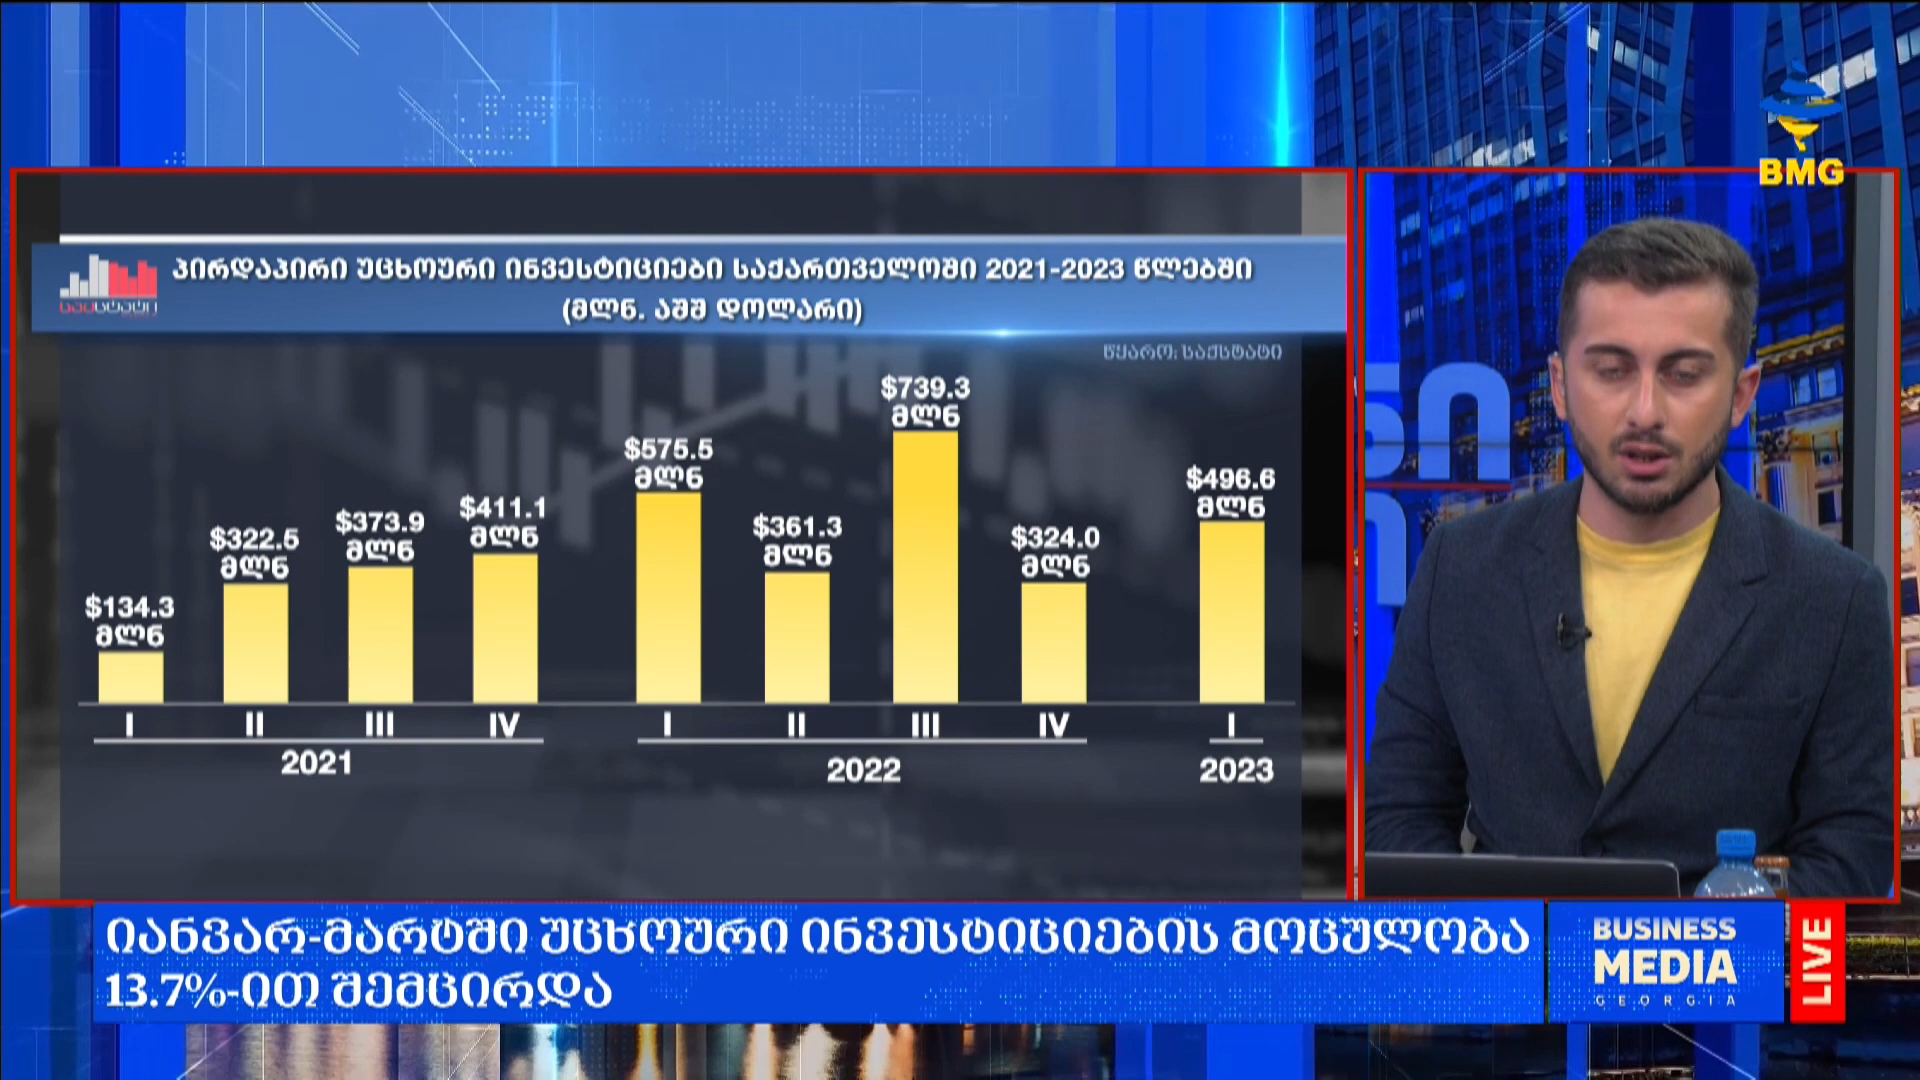 BMG
საქსტატი
პირდაპირი უცხოური ინვესტიციები საქართველოში 2021-2023 წლებში
(მლნ. აშშ დოლარი)
წყარო: საქსტატი
$134.3
მლნ
$322.5
მლნ
$373.9
მლნ
$411.1
მლნ
$575.5
მლნ
$361.3
მლნ
$739.3
მლნ
$324.0
მლნ
$496.6
მლნ
I II III IV I II III IV I
2021 2022 2023
იანვარ-მარტში უცხოური ინვესტიციების მოცულობა
13.7%-ით შემცირდა
BUSINESS
MEDIA
GEORGIA
LIVE